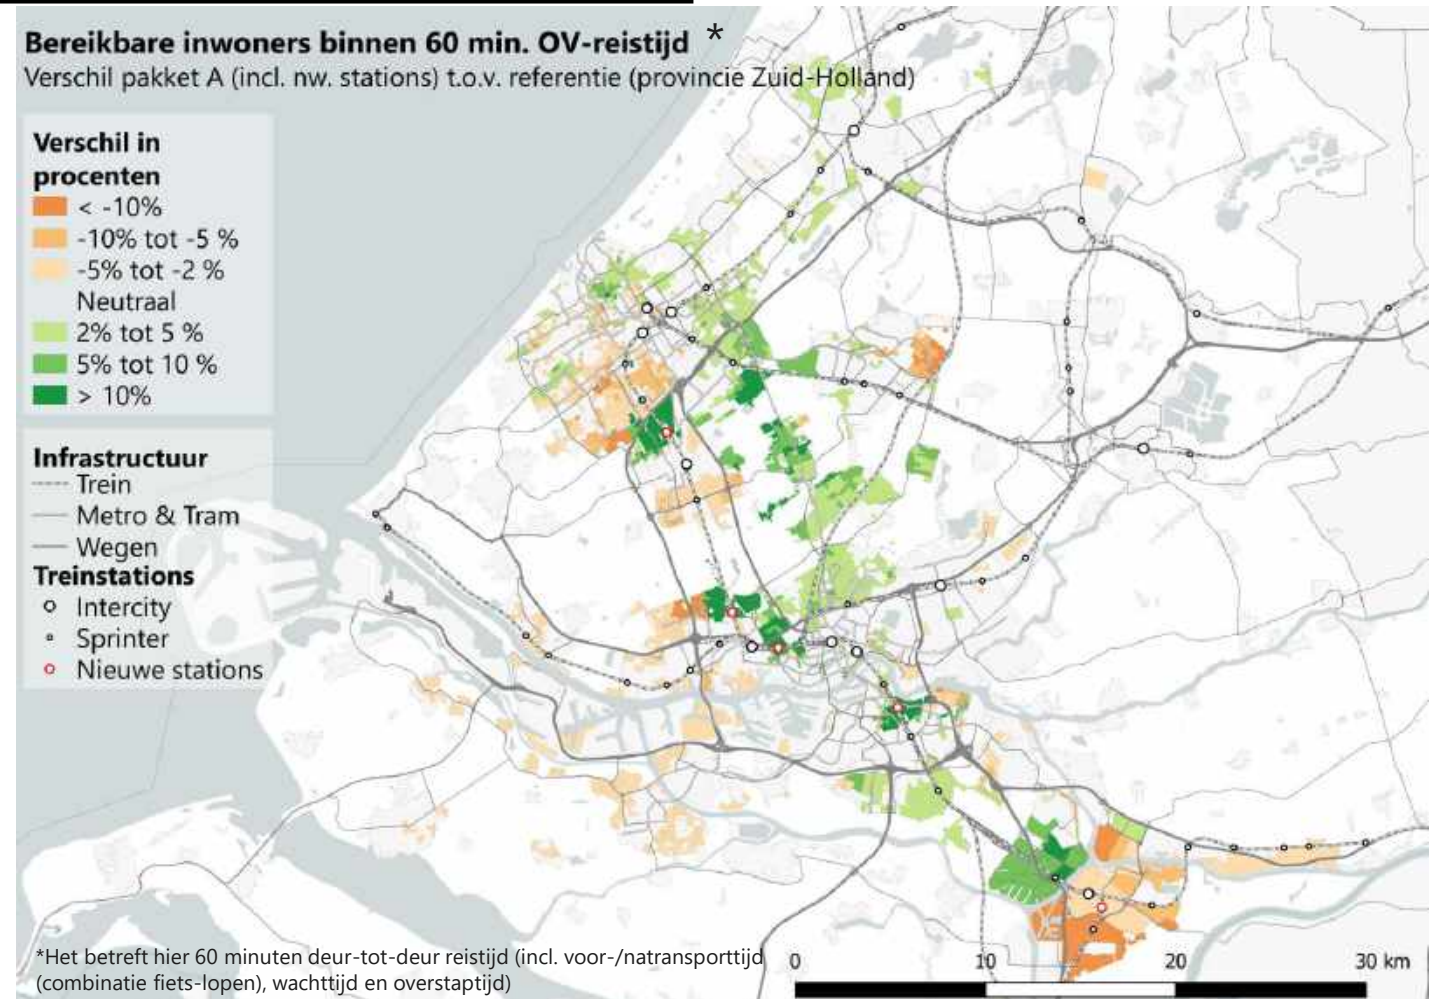 Bereikbare inwoners binnen 60 min. OV-reistijd *
Verschil pakket A (incl. nw. stations) t.o.v. referentie (provincie Zuid-Holland)
Verschil in
procenten
< -10%
-10% tot -5 %
-5% tot -2 %
Neutraal
2% tot 5 %
5% tot 10 %
> 10%
Infrastructuur
Trein
Metro & Tram
Wegen
Treinstations
Intercity
Sprinter
Nieuwe stations
*Het betreft hier 60 minuten deur-tot-deur reistijd (incl. voor-/natransporttijd
(combinatie fiets-lopen), wachttijd en overstaptijd)
0 10 20 30 km